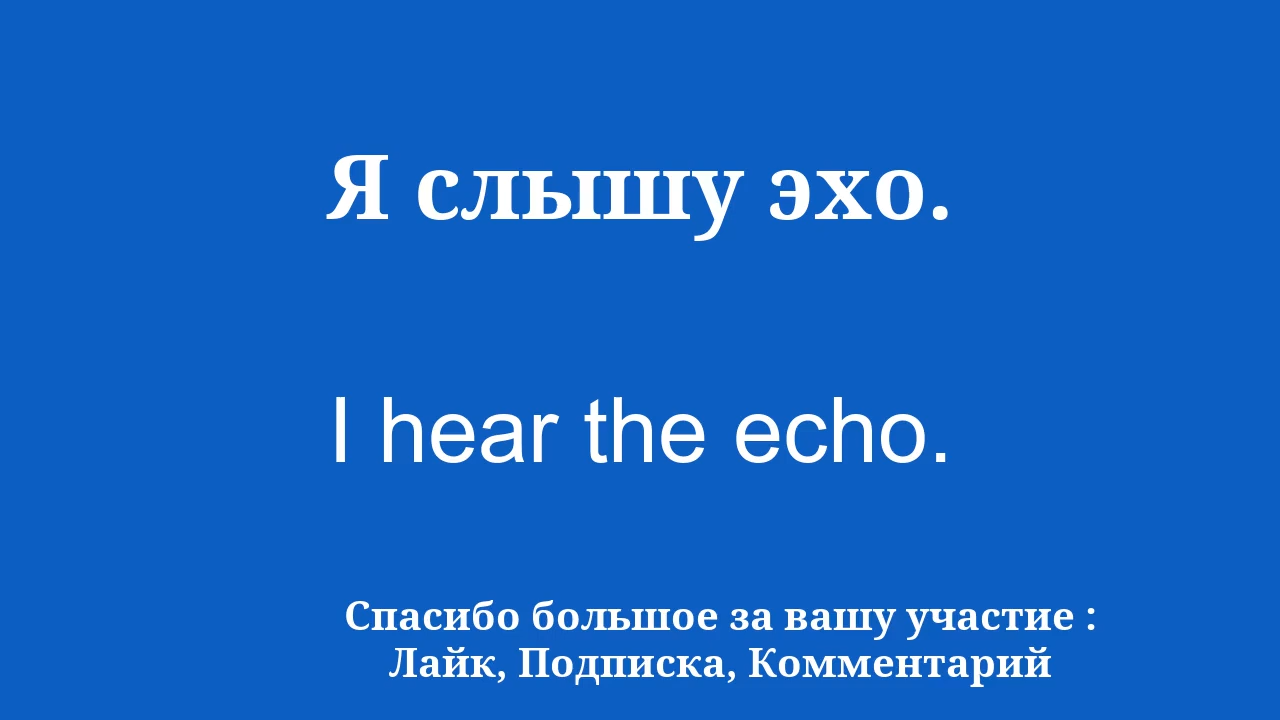 Я слышу эхо.
I hear the echo.
Спасибо большое за вашу участие :
Лайк, Подписка, Комментарий